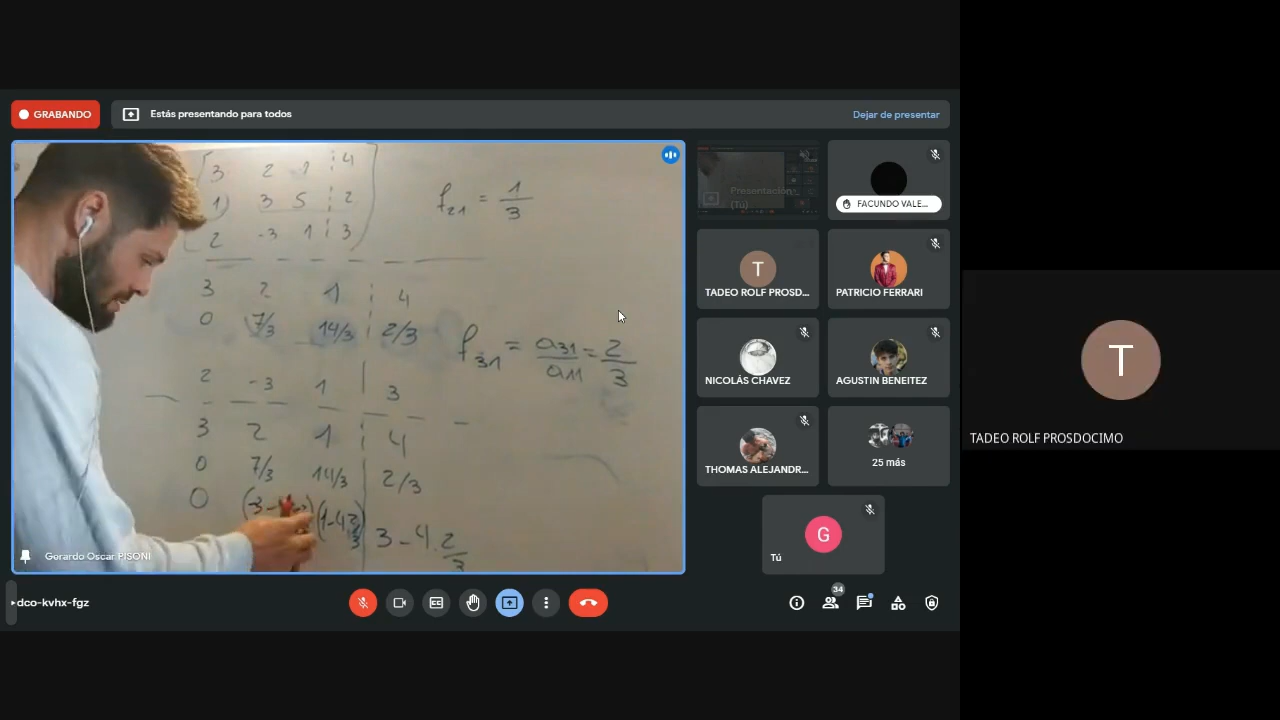 GRABANDO
Estás presentando para todos
Dejar de presentar
3 2 1 4
1) 3 5 2
2 -3 1 3
f21 = 1/3
3 2 1 4
0 7/3 14/3 2/3
f31 = a31/a11 = 2/3
2 -3 1 3
3 2 1 4
0 7/3 14/3 2/3
0
3 - 4 . 2/3
Gerardo Oscar PISONI
Presentación
(Tú)
FACUNDO VALE...
TADEO ROLF PROSD...
PATRICIO FERRARI
NICOLÁS CHAVEZ
AGUSTIN BENEITEZ
THOMAS ALEJANDR...
25 más
G
Tú
T
T
TADEO ROLF PROSDOCIMO
dco-kvhx-fgz
34